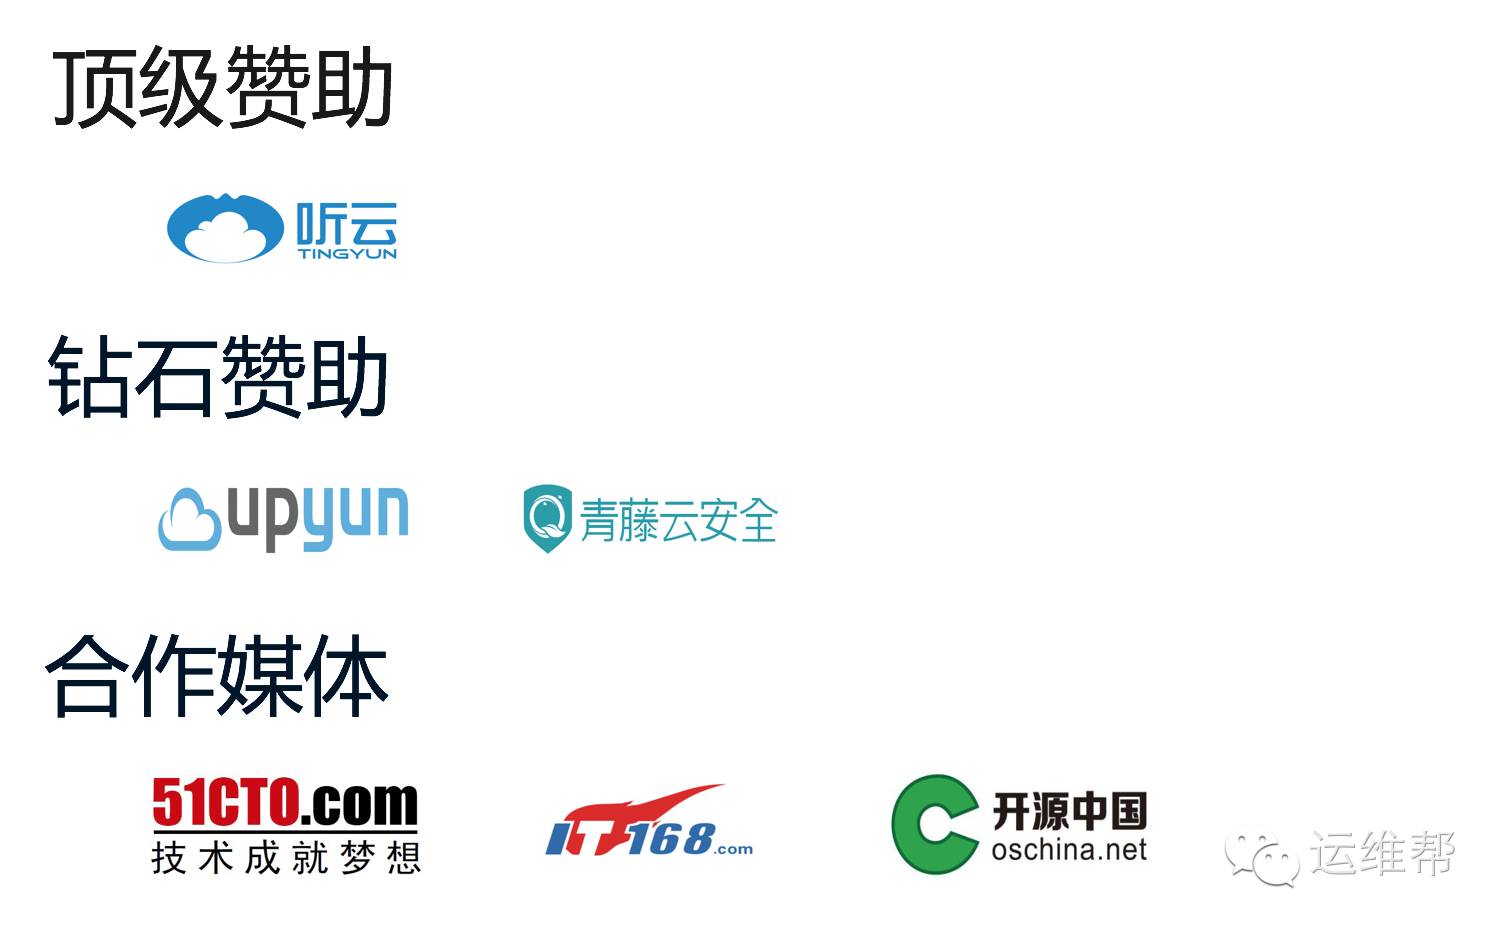 顶级赞助
听云
TINGYUN
钻石赞助
upyun
青藤云安全
合作媒体
51CTO.com
技术成就梦想
IT168.com
开源中国
oschina.net
运维帮